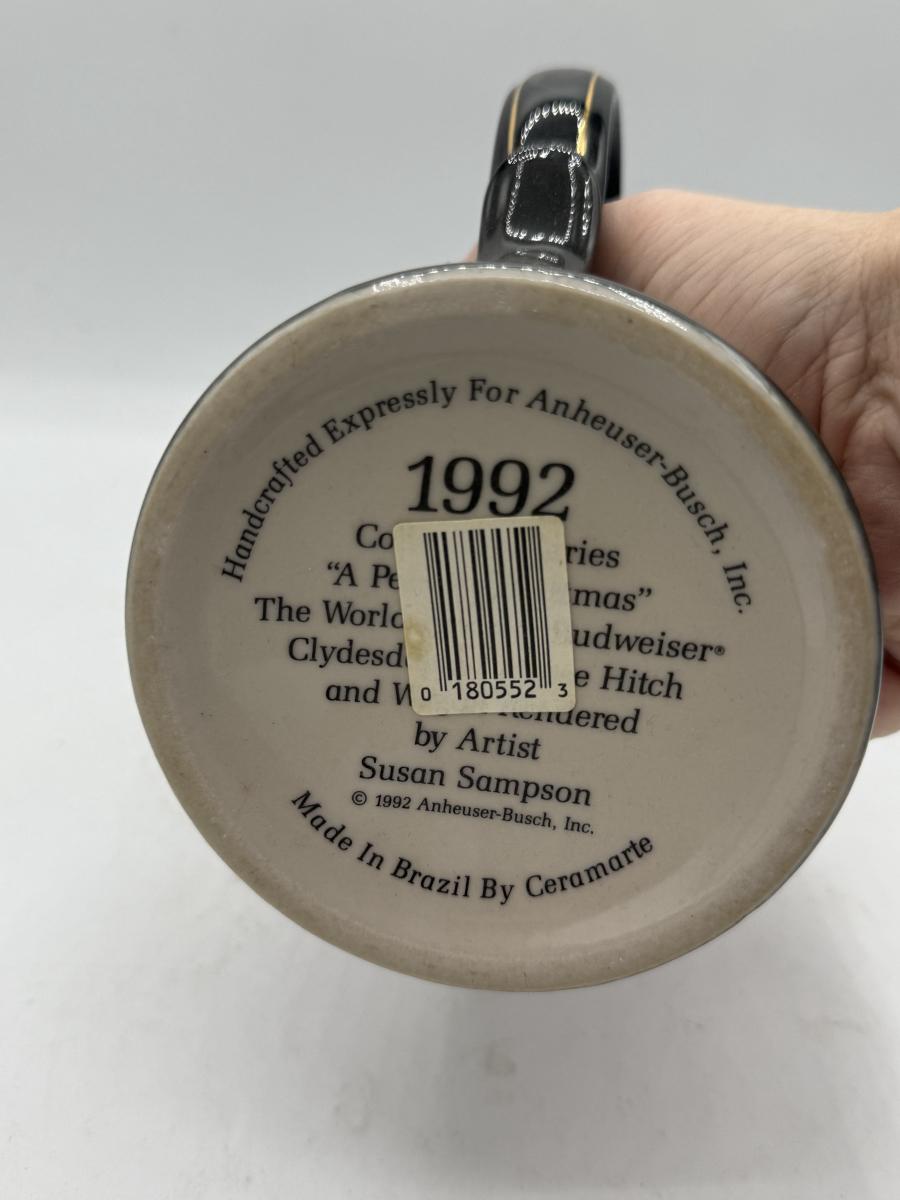 Handcrafted Expressly For Anheuser-Busch, Inc.
1992
Co ries
“A Pe mas”
The World udweiser®
Clydesd e Hitch
and W Rendered
by Artist
Susan Sampson
© 1992 Anheuser-Busch, Inc.
Made In Brazil By Ceramarte
0 180552 3